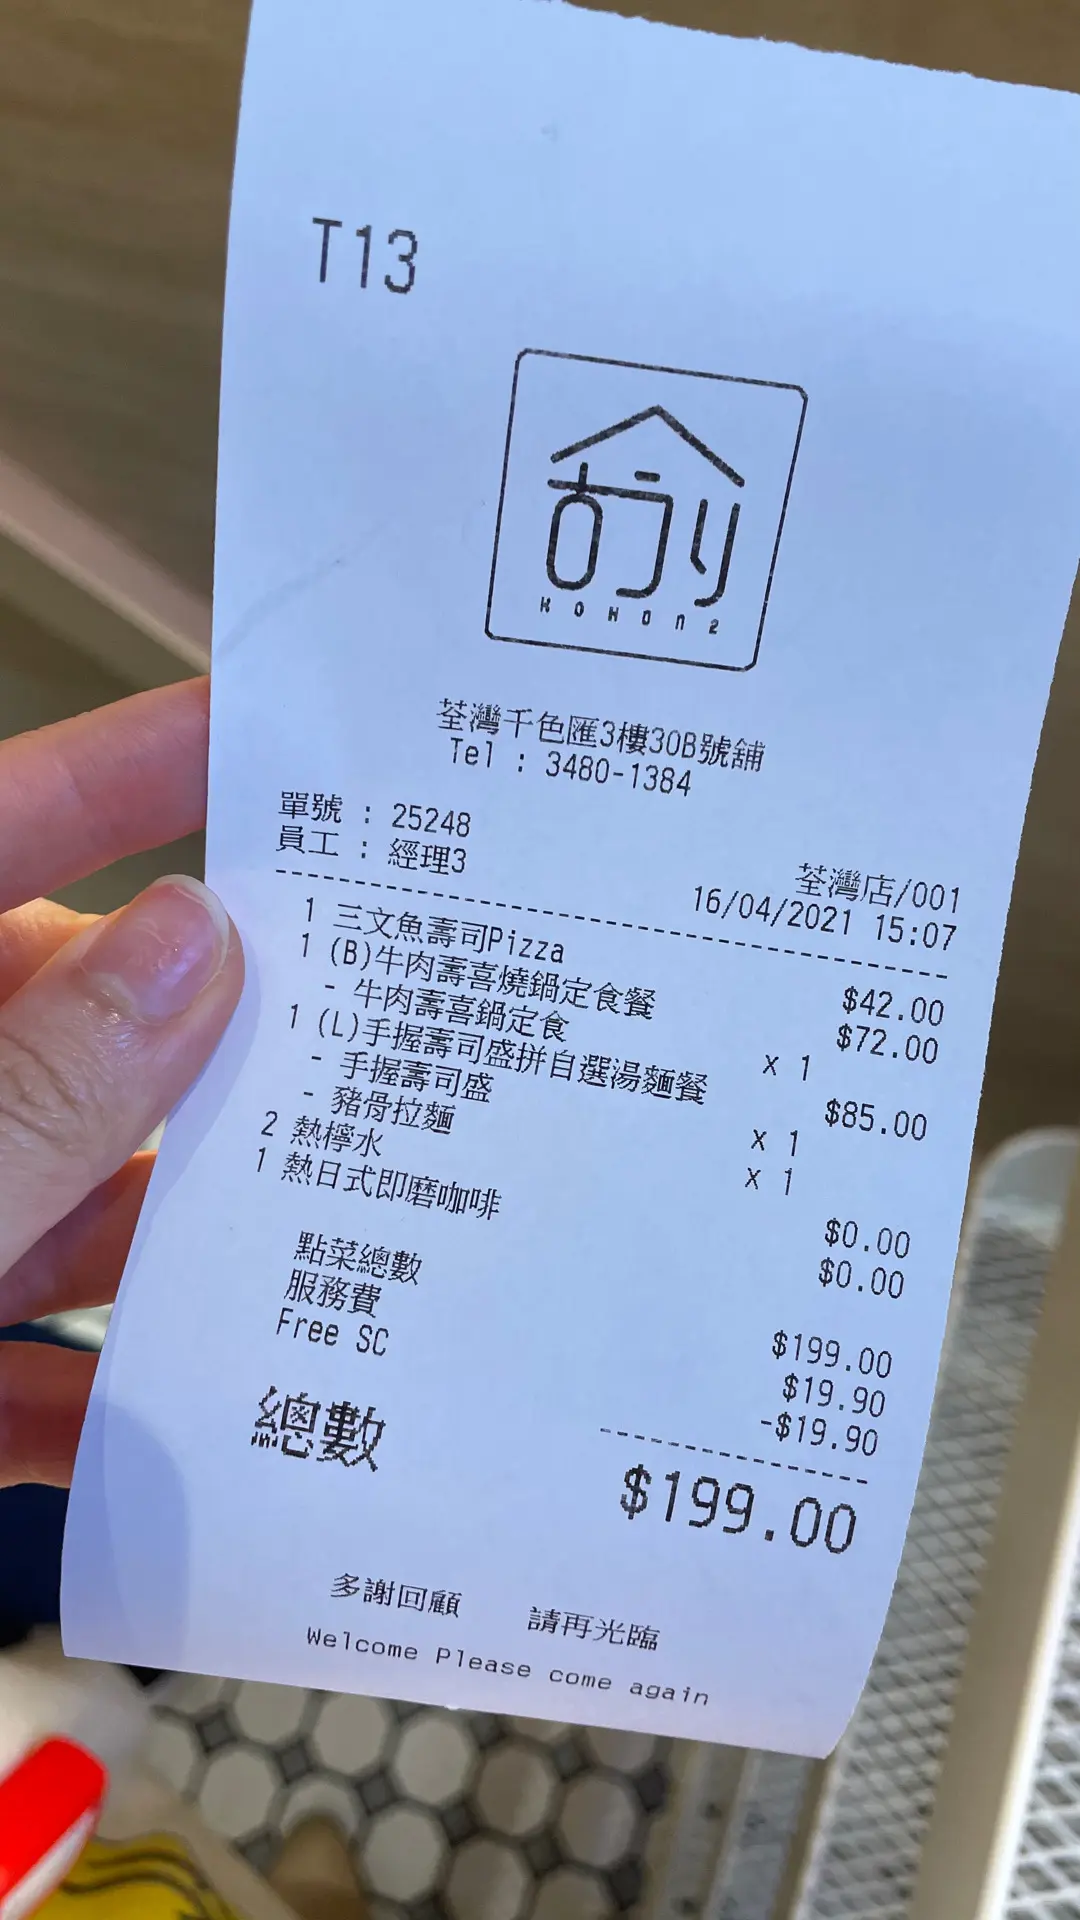 T13
KOHON2
荃灣千色匯3樓30B號舖
Tel : 3480-1384
單號 : 25248
員工 : 經理3
荃灣店/001
16/04/2021 15:07
1 三文魚壽司Pizza $42.00
1 (B)牛肉壽喜燒鍋定食餐 $72.00
- 牛肉壽喜鍋定食 x 1
1 (L)手握壽司盛拼自選湯麵餐 $85.00
- 手握壽司盛 x 1
- 豬骨拉麵 x 1
2 熱檸水 $0.00
1 熱日式即磨咖啡 $0.00
點菜總數 $199.00
服務費 $19.90
Free SC -$19.90
總數 $199.00
多謝回顧 請再光臨
Welcome Please come again